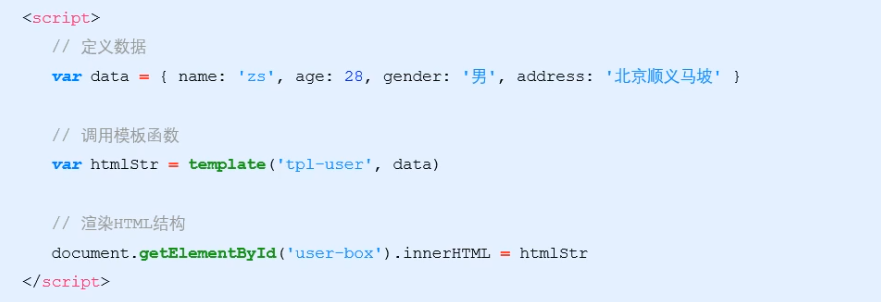 <script>
// 定义数据
var data = { name: 'zs', age: 28, gender: '男', address: '北京顺义马坡' }
// 调用模板函数
var htmlStr = template('tpl-user', data)
// 渲染HTML结构
document.getElementById('user-box').innerHTML = htmlStr
</script>